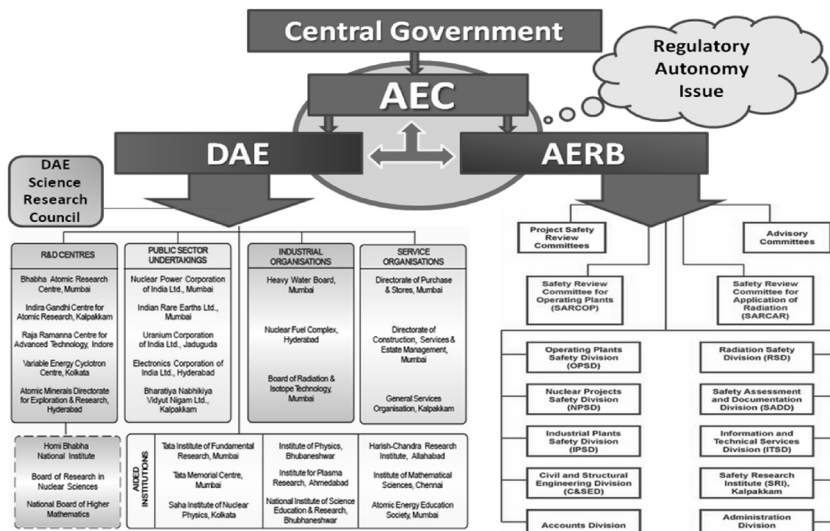 Central Government
Regulatory
Autonomy
Issue
AEC
DAE
AERB
DAE
Science
Research
Council
R&D CENTRES
Bhabha Atomic Research
Centre, Mumbai
Indira Gandhi Centre for
Atomic Research, Kalpakkam
Raja Ramanna Centre for
Advanced Technology, Indore
Variable Energy Cyclotron
Centre, Kolkata
Atomic Minerals Directorate
for Exploration & Research,
Hyderabad
PUBLIC SECTOR
UNDERTAKINGS
Nuclear Power Corporation
of India Ltd., Mumbai
Indian Rare Earths Ltd.,
Mumbai
Uranium Corporation
of India Ltd., Jaduguda
Electronics Corporation of
India Ltd., Hyderabad
Bharatiya Nabhikiya
Vidyut Nigam Ltd.,
Kalpakkam
INDUSTRIAL
ORGANISATIONS
Heavy Water Board,
Mumbai
Nuclear Fuel Complex,
Hyderabad
Board of Radiation &
Isotope Technology,
Mumbai
SERVICE
ORGANISATIONS
Directorate of Purchase
& Stores, Mumbai
Directorate of
Construction, Services &
Estate Management,
Mumbai
General Services
Organisation, Kalpakkam
Homi Bhabha
National Institute
Board of Research in
Nuclear Sciences
National Board of Higher
Mathematics
AIDED
INSTITUTIONS
Tata Institute of Fundamental
Research, Mumbai
Tata Memorial Centre,
Mumbai
Saha Institute of Nuclear
Physics, Kolkata
Institute of Physics,
Bhubaneshwar
Institute for Plasma
Research, Ahmedabad
National Institute of Science
Education & Research,
Bhubhaneshwar
Harish-Chandra Research
Institute, Allahabad
Institute of Mathematical
Sciences, Chennai
Atomic Energy Education
Society, Mumbai
Project Safety
Review
Committees
Advisory
Committees
Safety Review
Committee for
Operating Plants
(SARCOP)
Safety Review
Committee for
Application of
Radiation (SARCAR)
Operating Plants
Safety Division
(OPSD)
Nuclear Projects
Safety Division
(NPSD)
Industrial Plants
Safety Division
(IPSD)
Civil and Structural
Engineering Division
(C&SED)
Accounts Division
Radiation Safety
Division (RSD)
Safety Assessment
and Documentation
Division (SADD)
Information and
Technical Services
Division (ITSD)
Safety Research
Institute (SRI),
Kalpakkam
Administration
Division